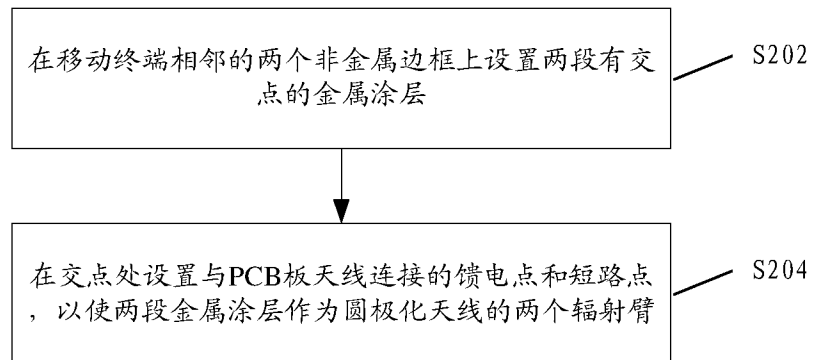 在移动终端相邻的两个非金属边框上设置两段有交
点的金属涂层
S202
在交点处设置与PCB板天线连接的馈电点和短路点
，以使两段金属涂层作为圆极化天线的两个辐射臂
S204